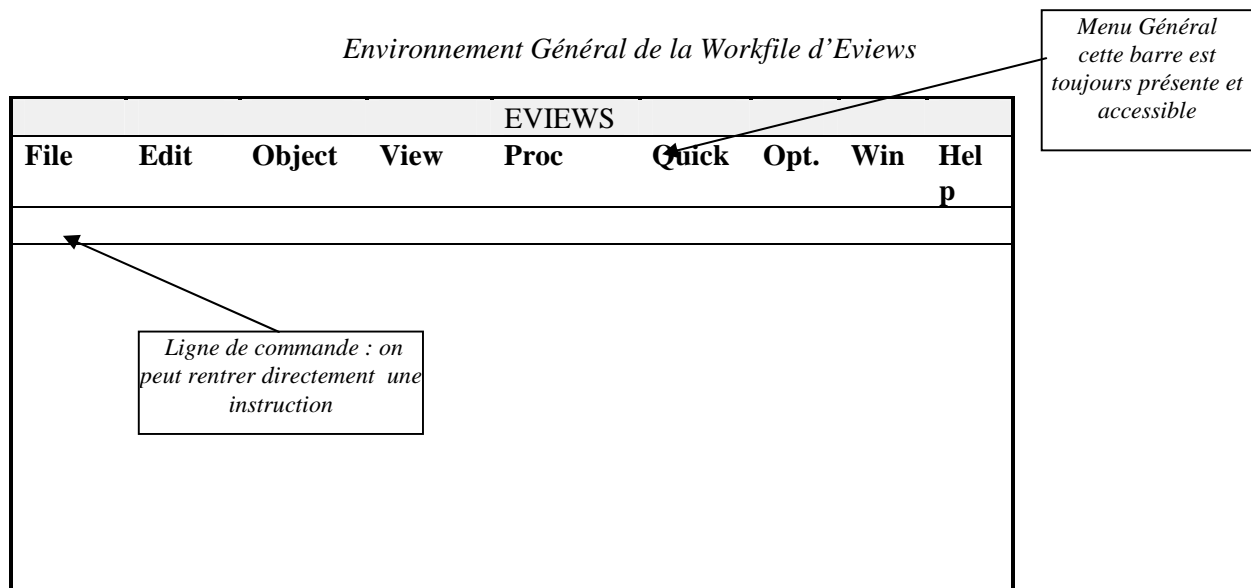 Menu Général
cette barre est
toujours présente et
accessible
Environnement Général de la Workfile d'Eviews
EVIEWS
File Edit Object View Proc Quick Opt. Win Hel
p
Ligne de commande : on
peut rentrer directement une
instruction